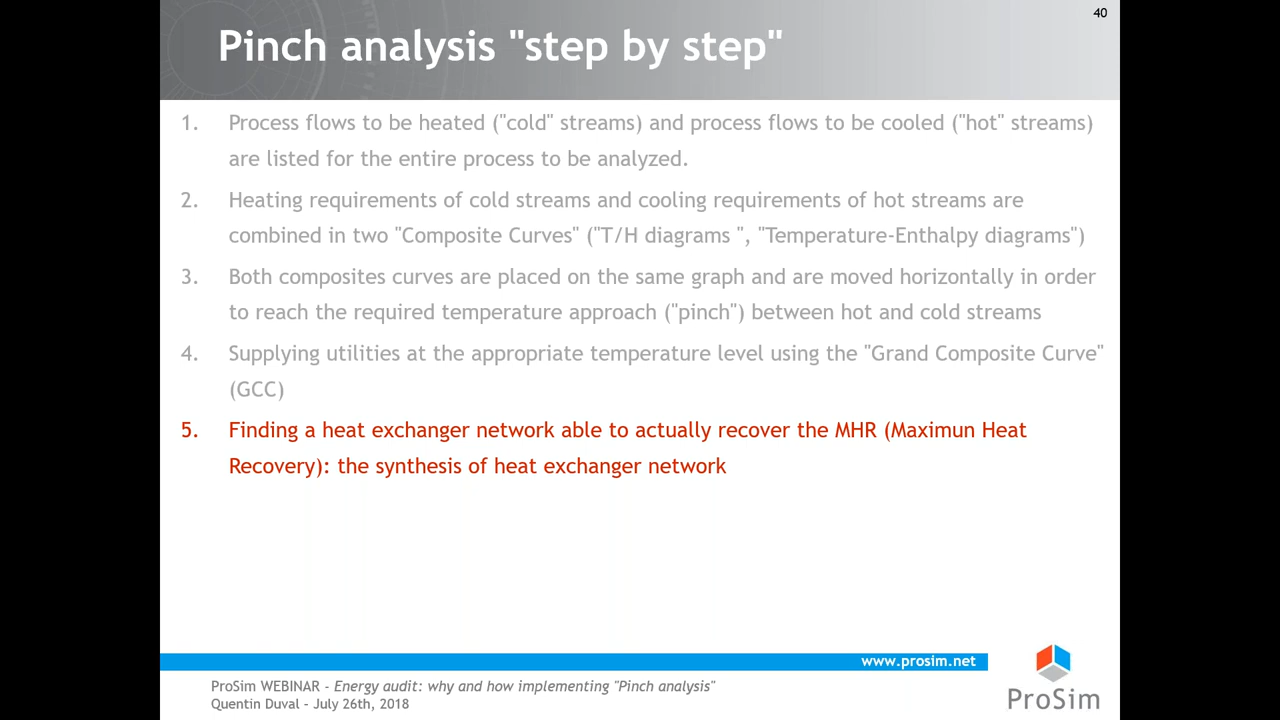 40
Pinch analysis "step by step"
1. Process flows to be heated ("cold" streams) and process flows to be cooled ("hot" streams)
are listed for the entire process to be analyzed.
2. Heating requirements of cold streams and cooling requirements of hot streams are
combined in two "Composite Curves" ("T/H diagrams ", "Temperature-Enthalpy diagrams")
3. Both composites curves are placed on the same graph and are moved horizontally in order
to reach the required temperature approach ("pinch") between hot and cold streams
4. Supplying utilities at the appropriate temperature level using the "Grand Composite Curve"
(GCC)
5. Finding a heat exchanger network able to actually recover the MHR (Maximun Heat
Recovery): the synthesis of heat exchanger network
www.prosim.net
ProSim WEBINAR - Energy audit: why and how implementing "Pinch analysis"
Quentin Duval - July 26th, 2018
ProSim